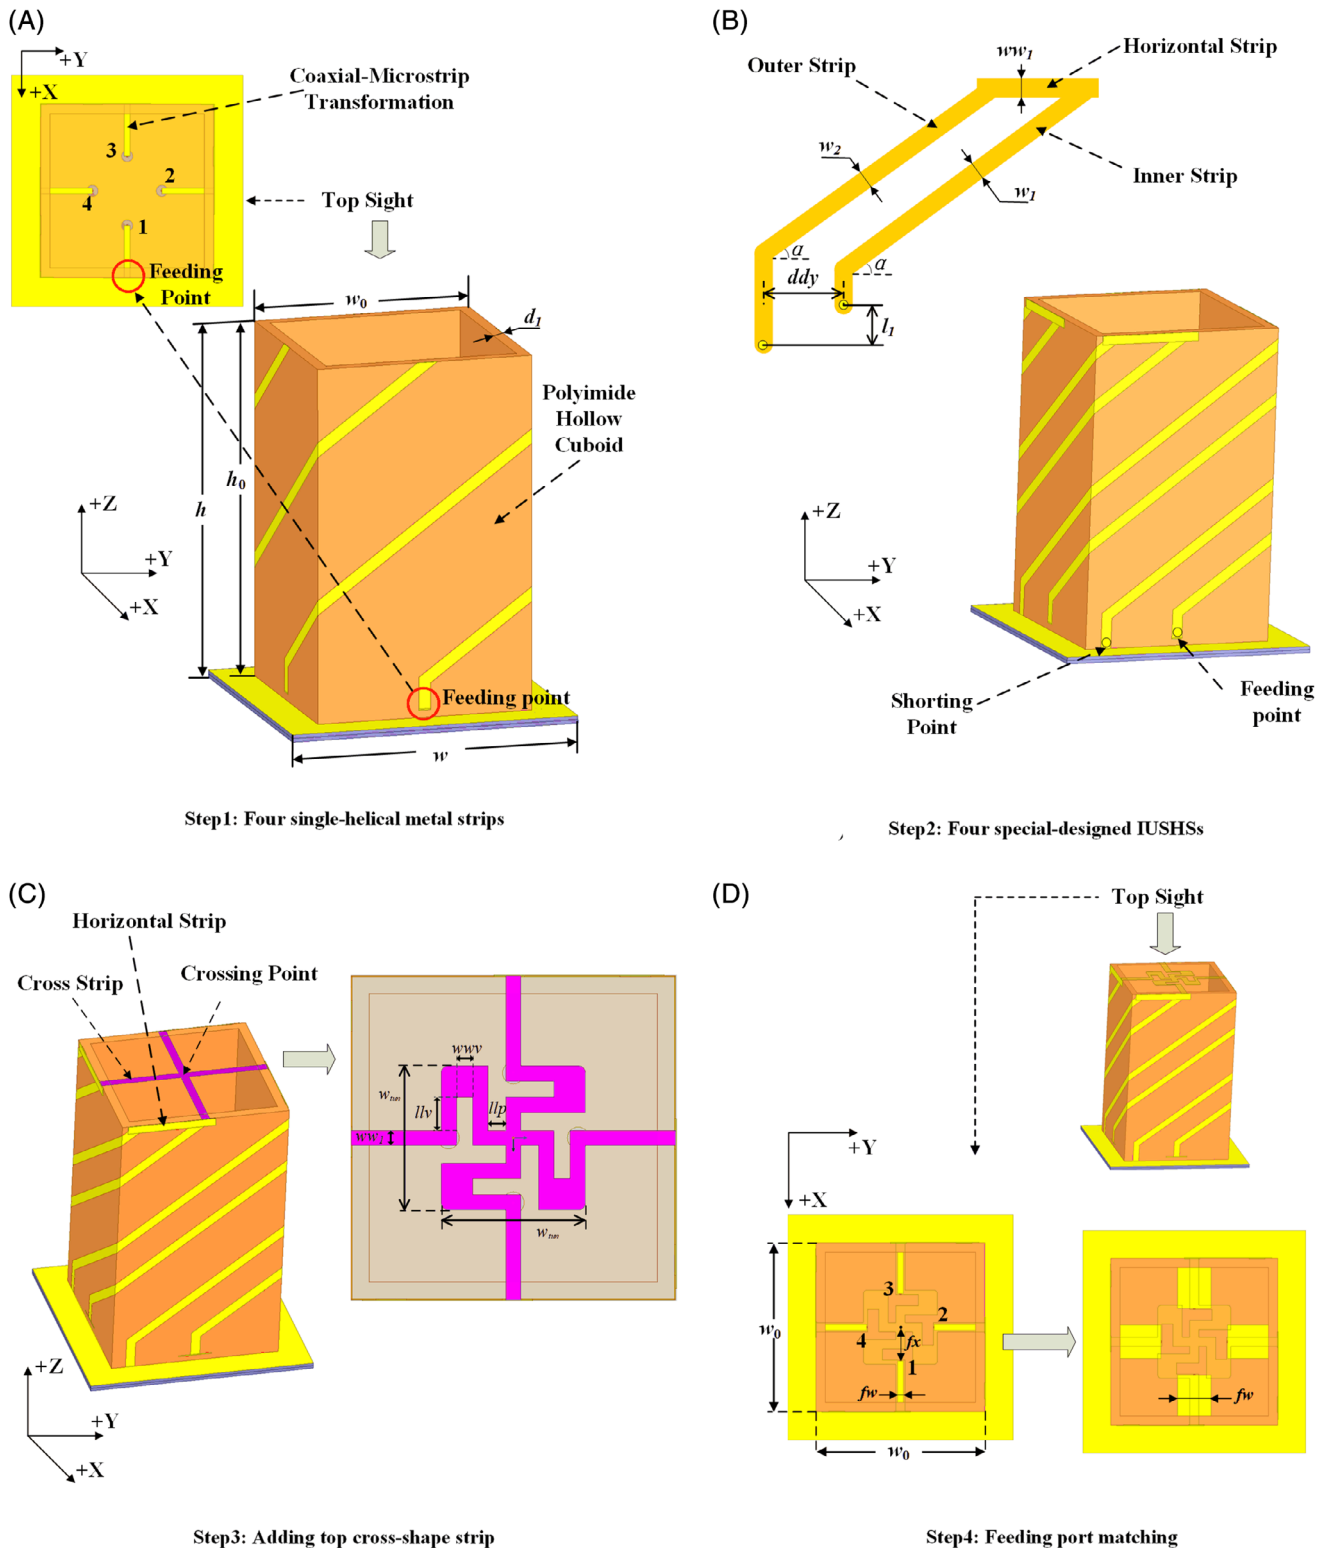 (A)
+Y
+X
Coaxial-Microstrip
Transformation
3
2
4
1
Top Sight
Feeding
Point
w0
d1
Polyimide
Hollow
Cuboid
h0
h
+Z
+Y
+X
Feeding point
w
Step1: Four single-helical metal strips
(B)
Outer Strip
ww1
Horizontal Strip
w2
w1
Inner Strip
a
a
ddy
l1
+Z
+Y
+X
Shorting
Point
Feeding
point
Step2: Four special-designed IUSHSs
(C)
Horizontal Strip
Cross Strip
Crossing Point
wwv
llv
llp
ww1
+Z
+Y
+X
Step3: Adding top cross-shape strip
(D)
Top Sight
+Y
+X
3
2
4
fx
1
fw
w0
w0
fw
Step4: Feeding port matching